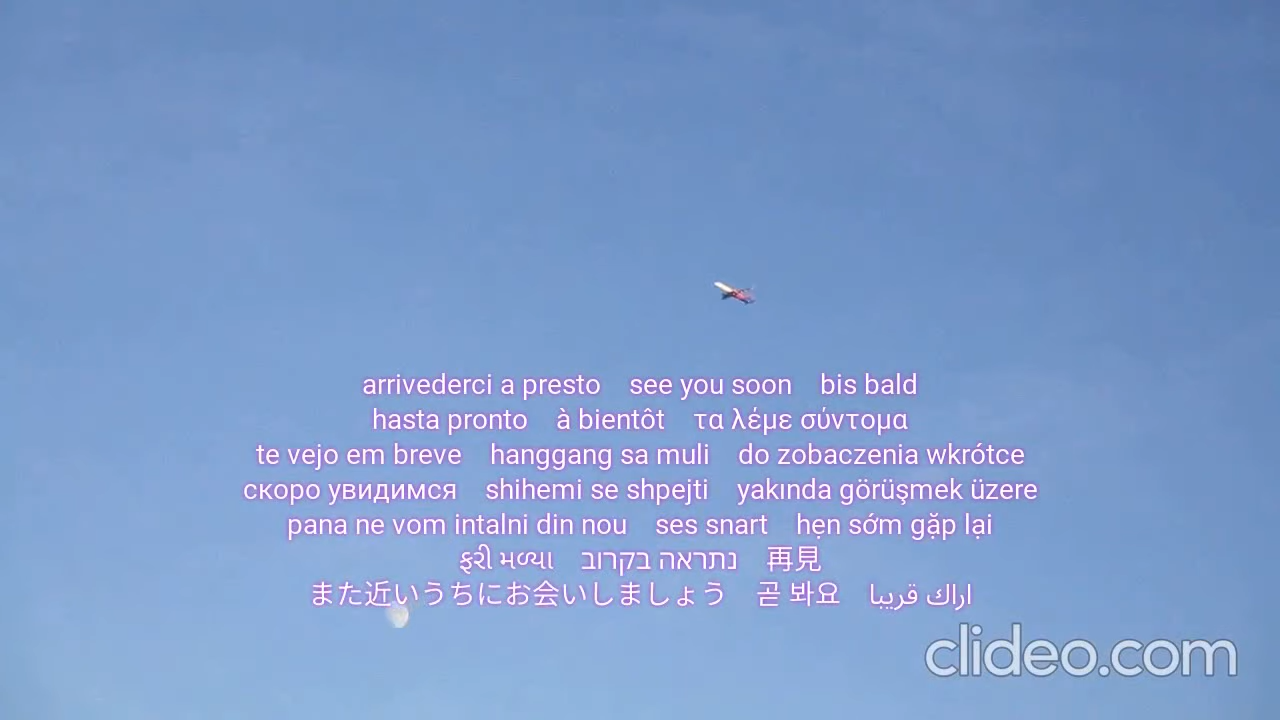 arrivederci a presto see you soon bis bald
hasta pronto à bientôt τα λέμε σύντομα
te vejo em breve hanggang sa muli do zobaczenia wkrótce
скоро увидимся shihemi se shpejti yakında görüşmek üzere
pana ne vom intalni din nou ses snart hẹn sớm gặp lại
ફરી મળ્યા נתראה בקרוב 再見
また近いうちにお会いしましょう 곧 봐요 اراك قريبا
clideo.com